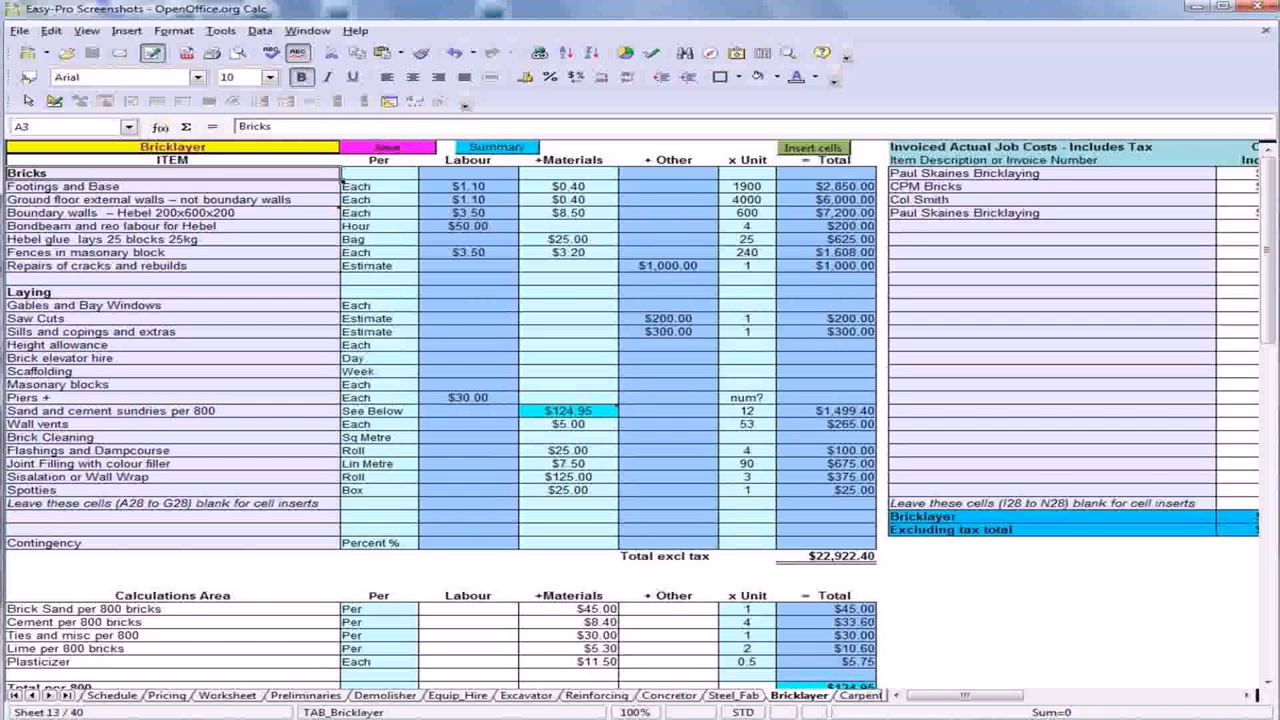 Easy-Pro Screenshots - OpenOffice.org Calc
File Edit View Insert Format Tools Data Window Help
Arial 10 B I U
A3 f(x) Σ = Bricks
Bricklayer Summary Insert cells Invoiced Actual Job Costs - Includes Tax
ITEM Per Labour +Materials + Other x Unit = Total Item Description or Invoice Number
Bricks Paul Skaines Bricklaying
Footings and Base Each $1.10 $0.40 1900 $2,850.00 CPM Bricks
Ground floor external walls – not boundary walls Each $1.10 $0.40 4000 $6,000.00 Col Smith
Boundary walls – Hebel 200x600x200 Each $3.50 $8.50 600 $7,200.00 Paul Skaines Bricklaying
Bondbeam and reo labour for Hebel Hour $50.00 4 $200.00
Hebel glue lays 25 blocks 25kg Bag $25.00 25 $625.00
Fences in masonary block Each $3.50 $3.20 240 $1,608.00
Repairs of cracks and rebuilds Estimate $1,000.00 1 $1,000.00
Laying
Gables and Bay Windows Each
Saw Cuts Estimate $200.00 1 $200.00
Sills and copings and extras Estimate $300.00 1 $300.00
Height allowance Each
Brick elevator hire Day
Scaffolding Week
Masonary blocks Each
Piers + Each $30.00 num?
Sand and cement sundries per 800 See Below $124.95 12 $1,499.40
Wall vents Each $5.00 53 $265.00
Brick Cleaning Sq Metre
Flashings and Dampcourse Roll $25.00 4 $100.00
Joint Filling with colour filler Lin Metre $7.50 90 $675.00
Sisalation or Wall Wrap Roll $125.00 3 $375.00
Spotties Box $25.00 1 $25.00
Leave these cells (A28 to G28) blank for cell inserts Leave these cells (I28 to N28) blank for cell inserts
Bricklayer
Excluding tax total
Contingency Percent %
Total excl tax $22,922.40
Calculations Area Per Labour +Materials + Other x Unit = Total
Brick Sand per 800 bricks Per $45.00 1 $45.00
Cement per 800 bricks Per $8.40 4 $33.60
Ties and misc per 800 Per $30.00 1 $30.00
Lime per 800 bricks Per $5.30 2 $10.60
Plasticizer Each $11.50 0.5 $5.75
Total per 800 $124.95
Schedule Pricing Worksheet Preliminaries Demolisher Equip_Hire Excavator Reinforcing Concretor Steel_Fab Bricklayer Carpent
Sheet 13 / 40 TAB_Bricklayer 100% STD Sum=0